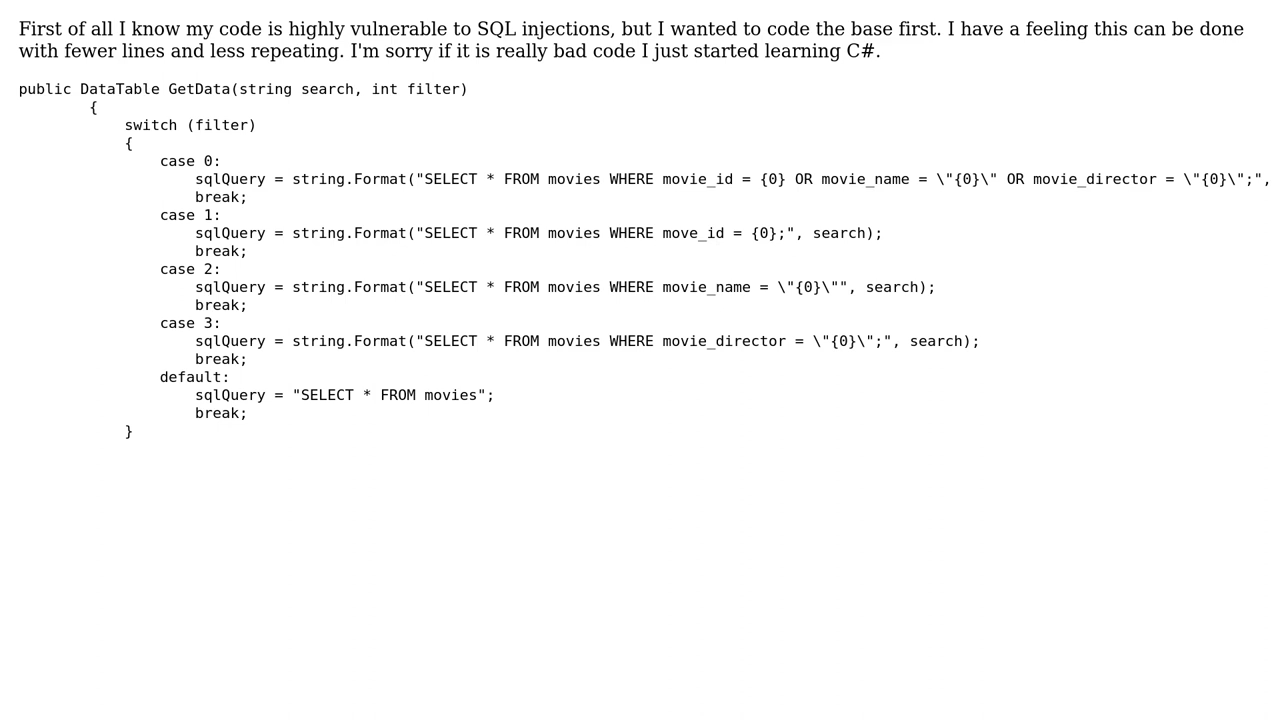 First of all I know my code is highly vulnerable to SQL injections, but I wanted to code the base first. I have a feeling this can be done
with fewer lines and less repeating. I'm sorry if it is really bad code I just started learning C#.
public DataTable GetData(string search, int filter)
{
switch (filter)
{
case 0:
sqlQuery = string.Format("SELECT * FROM movies WHERE movie_id = {0} OR movie_name = \"{0}\" OR movie_director = \"{0}\";",
break;
case 1:
sqlQuery = string.Format("SELECT * FROM movies WHERE move_id = {0};", search);
break;
case 2:
sqlQuery = string.Format("SELECT * FROM movies WHERE movie_name = \"{0}\"", search);
break;
case 3:
sqlQuery = string.Format("SELECT * FROM movies WHERE movie_director = \"{0}\";", search);
break;
default:
sqlQuery = "SELECT * FROM movies";
break;
}